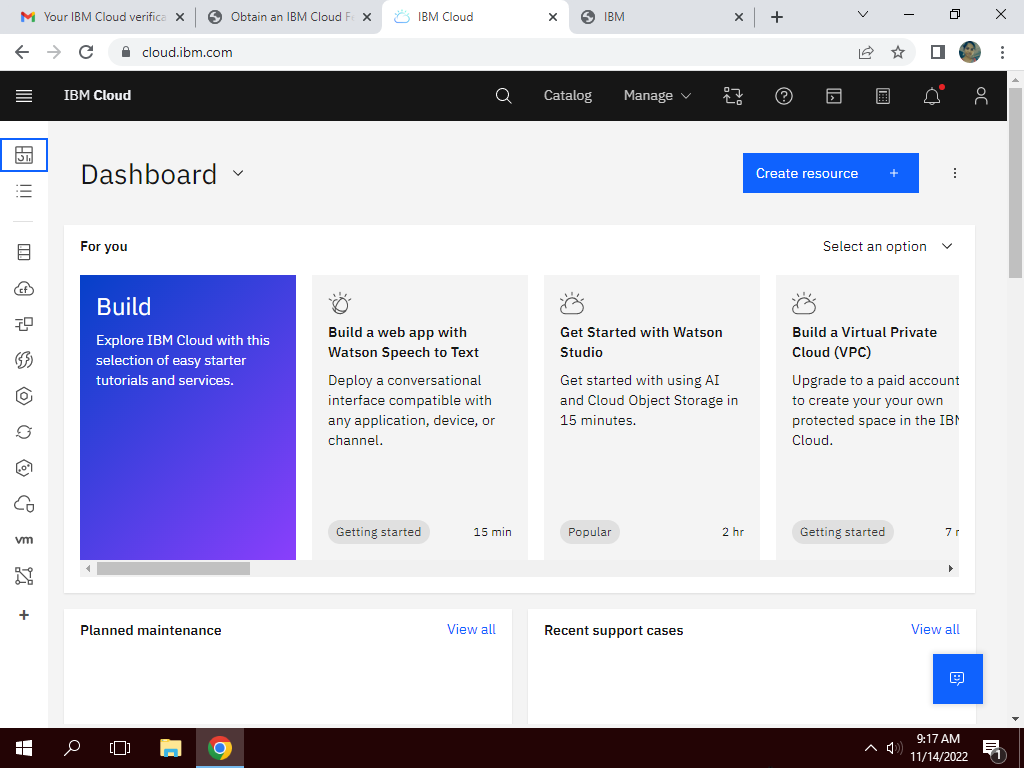 Your IBM Cloud verifica
Obtain an IBM Cloud Fe
IBM Cloud
IBM
cloud.ibm.com
IBM Cloud
Catalog
Manage
Dashboard
Create resource +
For you
Select an option
Build
Explore IBM Cloud with this
selection of easy starter
tutorials and services.
Build a web app with
Watson Speech to Text
Deploy a conversational
interface compatible with
any application, device, or
channel.
Getting started
15 min
Get Started with Watson
Studio
Get started with using AI
and Cloud Object Storage in
15 minutes.
Popular
2 hr
Build a Virtual Private
Cloud (VPC)
Upgrade to a paid account
to create your your own
protected space in the IBM
Cloud.
Getting started
7 m
cf
vm
Planned maintenance
View all
Recent support cases
View all
9:17 AM
11/14/2022
1